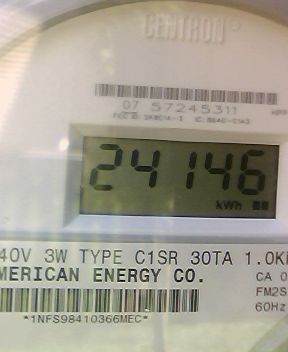 CENTRON®
07 57245311
24146
kWh
40V 3W TYPE C1SR 30TA 1.0K
MERICAN ENERGY CO.
CA 0
FM2S
60Hz
*1NFS98410366MEC*